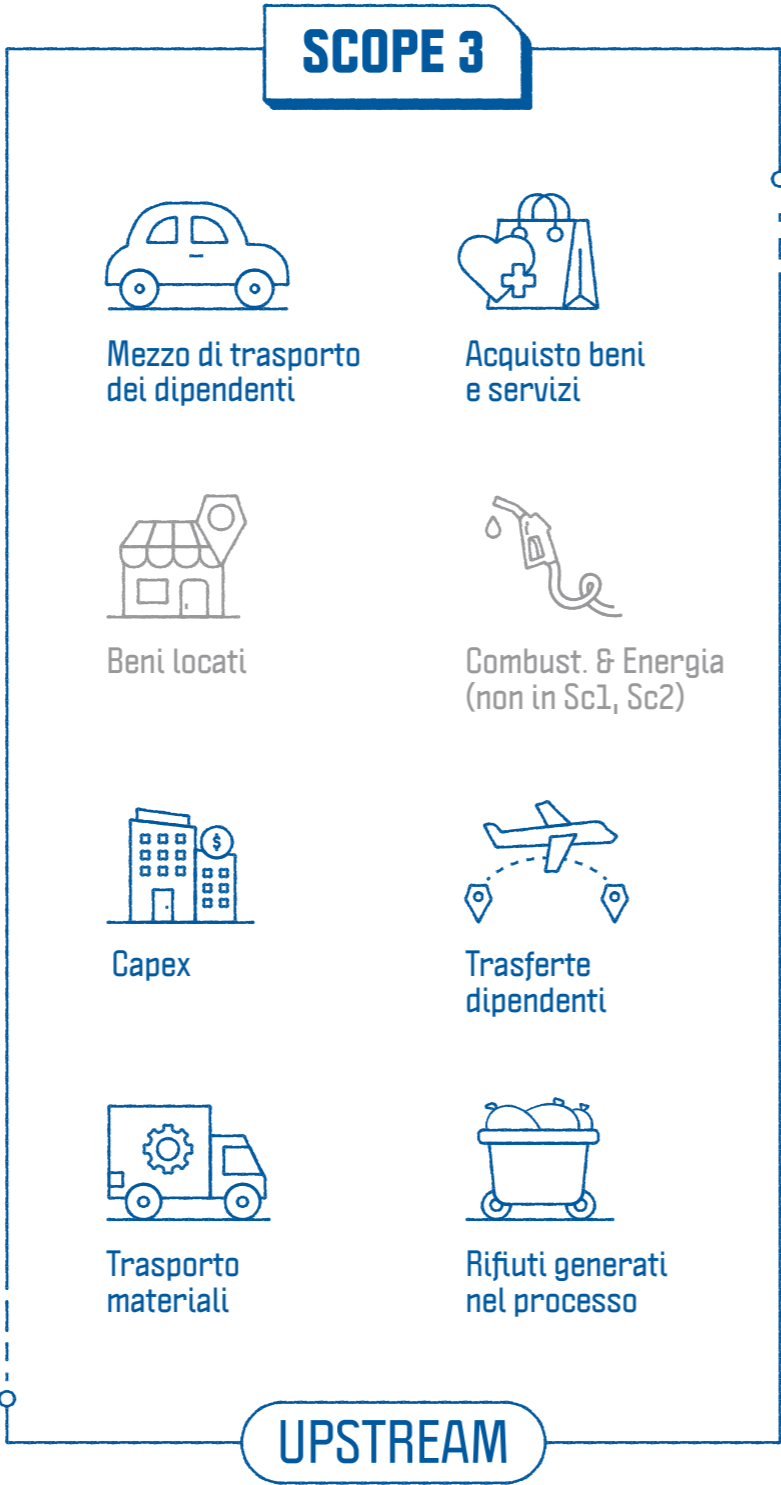 SCOPE 3
Mezzo di trasporto
dei dipendenti
Acquisto beni
e servizi
Beni locati
Combust. & Energia
(non in Sc1, Sc2)
$
Capex
Trasferte
dipendenti
Trasporto
materiali
Rifiuti generati
nel processo
UPSTREAM